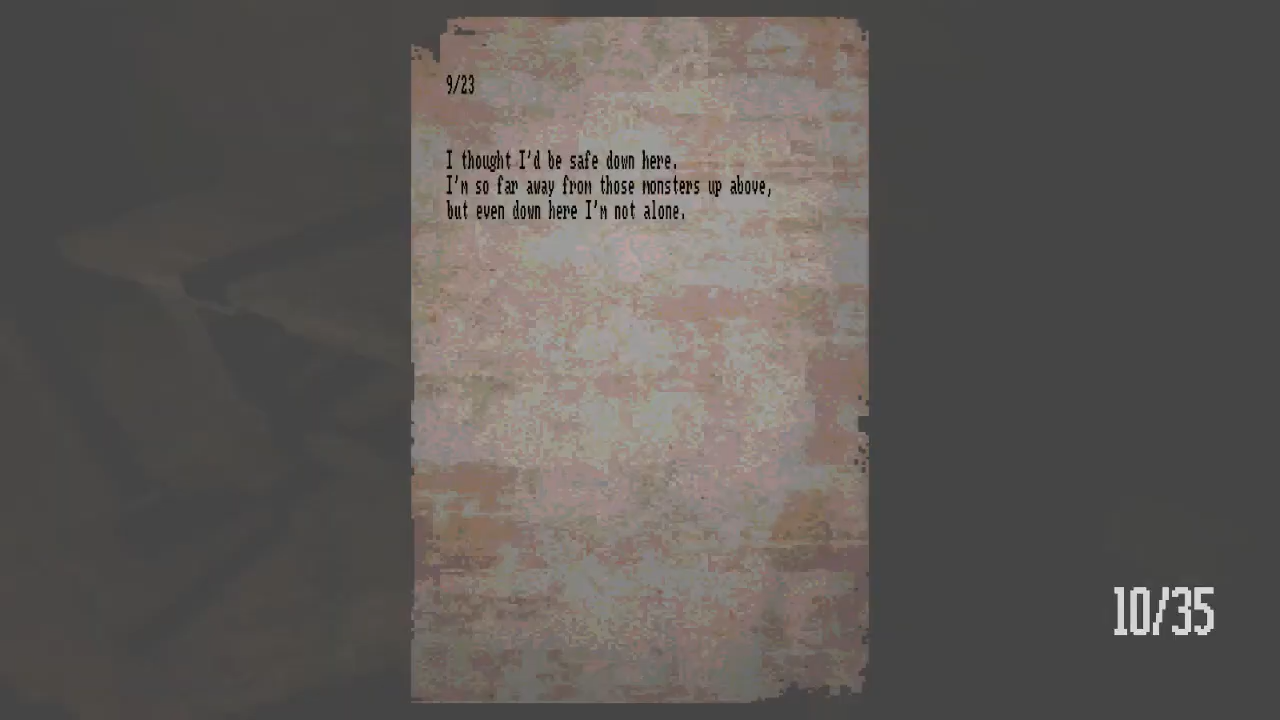 9/23
I thought I'd be safe down here.
I'm so far away from those monsters up above,
but even down here I'm not alone.
10/35